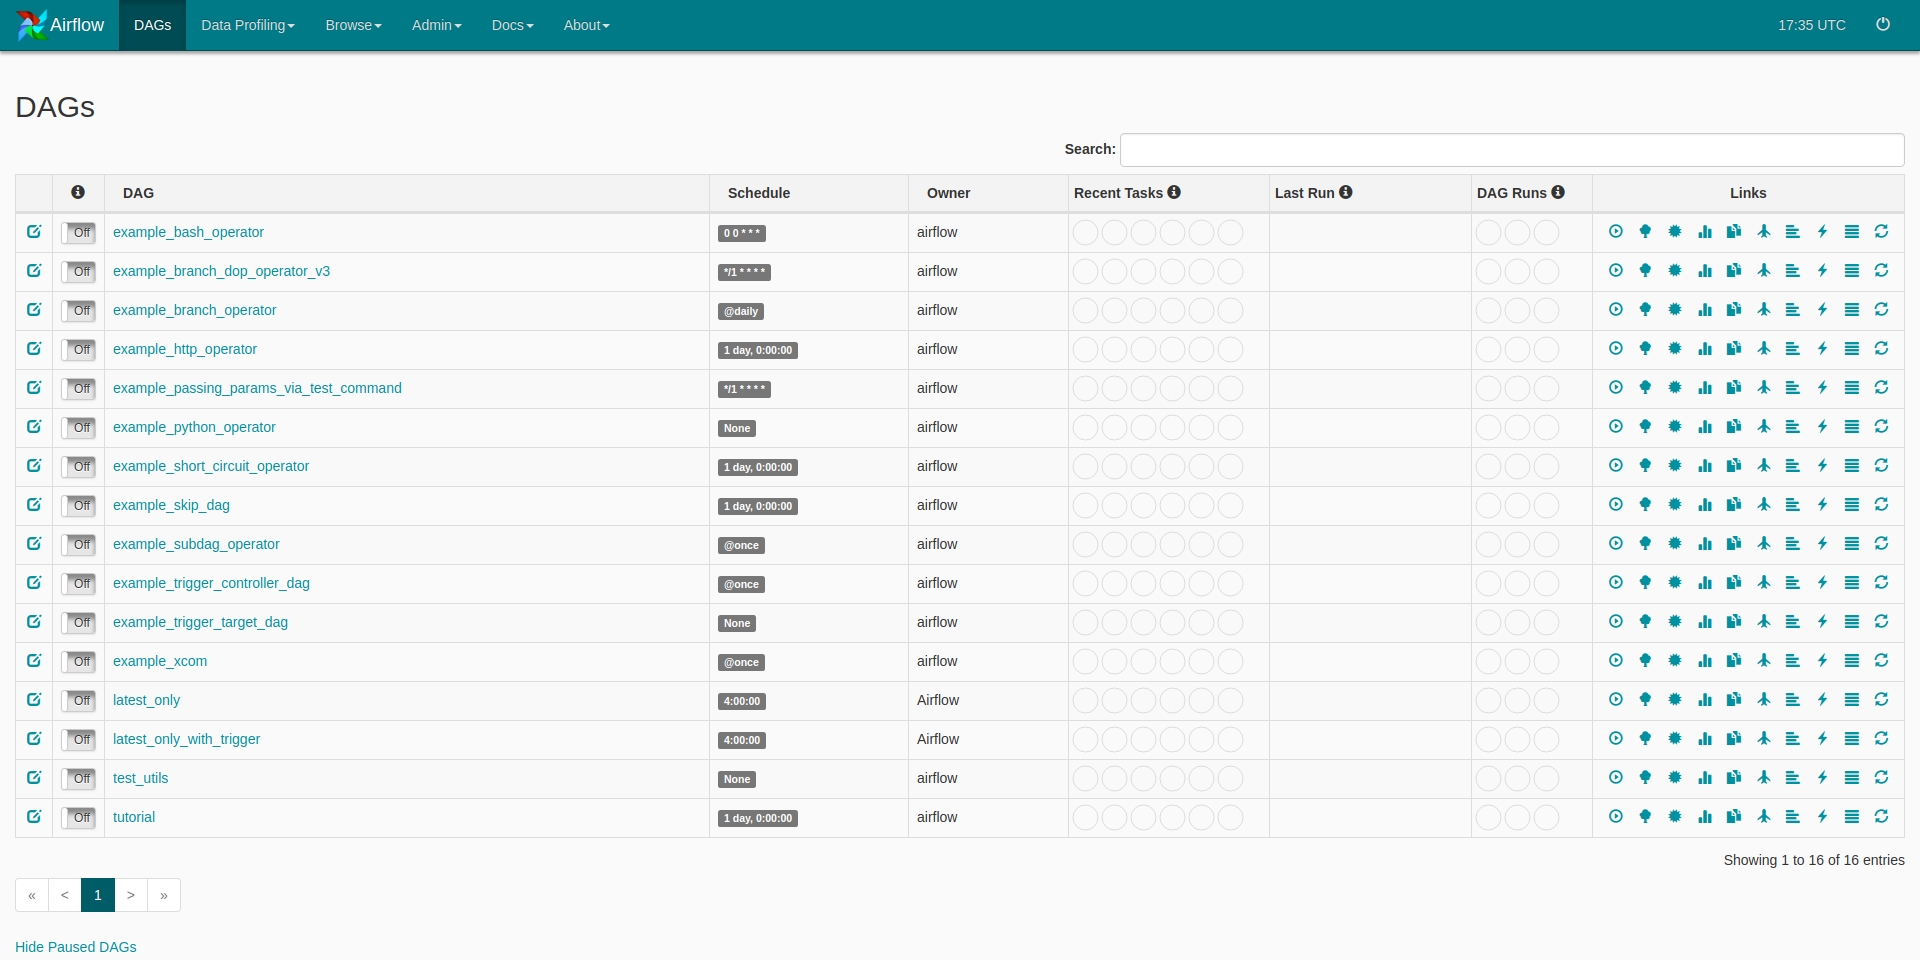 Airflow DAGs Data Profiling Browse Admin Docs About 17:35 UTC
DAGs
Search:
DAG Schedule Owner Recent Tasks Last Run DAG Runs Links
Off example_bash_operator 0 0 * * * airflow
Off example_branch_dop_operator_v3 */1 * * * * airflow
Off example_branch_operator @daily airflow
Off example_http_operator 1 day, 0:00:00 airflow
Off example_passing_params_via_test_command */1 * * * * airflow
Off example_python_operator None airflow
Off example_short_circuit_operator 1 day, 0:00:00 airflow
Off example_skip_dag 1 day, 0:00:00 airflow
Off example_subdag_operator @once airflow
Off example_trigger_controller_dag @once airflow
Off example_trigger_target_dag None airflow
Off example_xcom @once airflow
Off latest_only 4:00:00 Airflow
Off latest_only_with_trigger 4:00:00 Airflow
Off test_utils None airflow
Off tutorial 1 day, 0:00:00 airflow
Showing 1 to 16 of 16 entries
« < 1 > »
Hide Paused DAGs